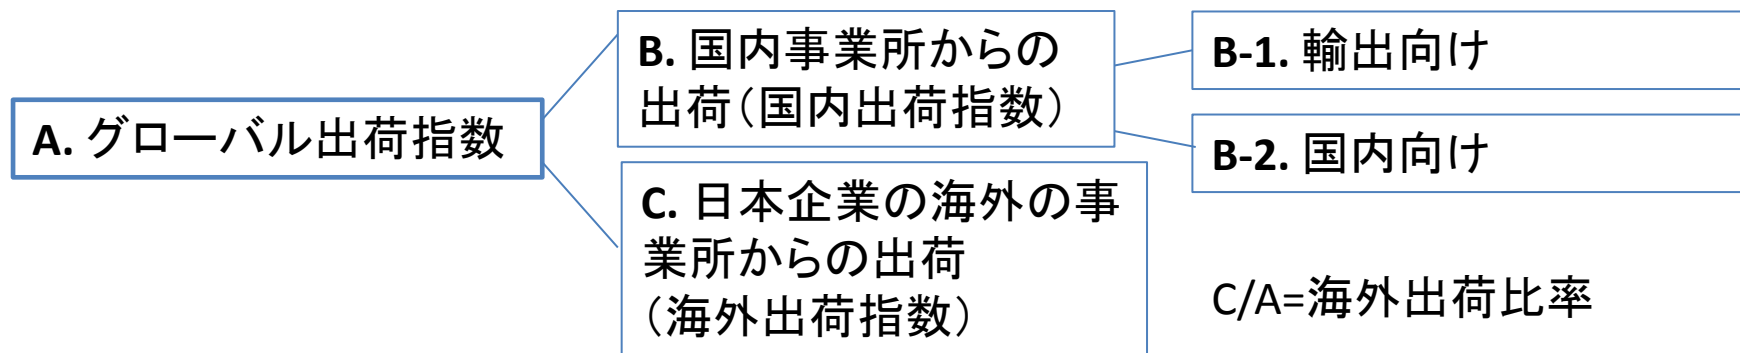 A. グローバル出荷指数
B. 国内事業所からの
出荷（国内出荷指数）
B-1. 輸出向け
B-2. 国内向け
C. 日本企業の海外の事
業所からの出荷
（海外出荷指数）
C/A=海外出荷比率